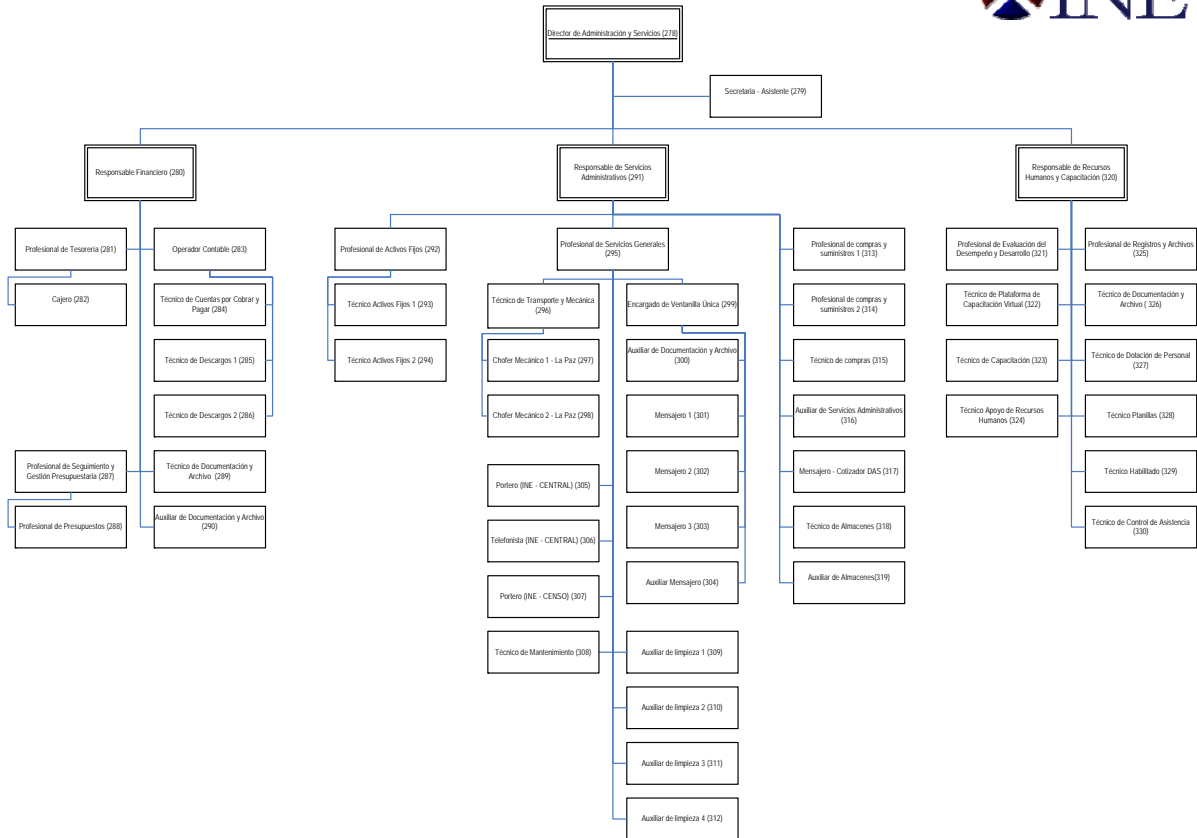 INE
Director de Administración y Servicios (278)
Secretaria - Asistente (279)
Responsable Financiero (280)
Responsable de Servicios
Administrativos (291)
Responsable de Recursos
Humanos y Capacitación (320)
Profesional de Tesorería (281)
Operador Contable (283)
Cajero (282)
Técnico de Cuentas por Cobrar y
Pagar (284)
Técnico de Descargos 1 (285)
Técnico de Descargos 2 (286)
Profesional de Seguimiento y
Gestión Presupuestaria (287)
Técnico de Documentación y
Archivo (289)
Profesional de Presupuestos (288)
Auxiliar de Documentación y Archivo
(290)
Profesional de Activos Fijos (292)
Técnico Activos Fijos 1 (293)
Técnico Activos Fijos 2 (294)
Profesional de Servicios Generales
(295)
Técnico de Transporte y Mecánica
(296)
Chofer Mecánico 1 - La Paz (297)
Chofer Mecánico 2 - La Paz (298)
Encargado de Ventanilla Única (299)
Auxiliar de Documentación y Archivo
(300)
Mensajero 1 (301)
Mensajero 2 (302)
Mensajero 3 (303)
Auxiliar Mensajero (304)
Portero (INE - CENTRAL) (305)
Telefonista (INE - CENTRAL) (306)
Portero (INE - CENSO) (307)
Técnico de Mantenimiento (308)
Auxiliar de limpieza 1 (309)
Auxiliar de limpieza 2 (310)
Auxiliar de limpieza 3 (311)
Auxiliar de limpieza 4 (312)
Profesional de compras y
suministros 1 (313)
Profesional de compras y
suministros 2 (314)
Técnico de compras (315)
Auxiliar de Servicios Administrativos
(316)
Mensajero - Cotizador DAS (317)
Técnico de Almacenes (318)
Auxiliar de Almacenes(319)
Profesional de Evaluación del
Desempeño y Desarrollo (321)
Técnico de Plataforma de
Capacitación Virtual (322)
Técnico de Capacitación (323)
Técnico Apoyo de Recursos
Humanos (324)
Profesional de Registros y Archivos
(325)
Técnico de Documentación y
Archivo ( 326)
Técnico de Dotación de Personal
(327)
Técnico Planillas (328)
Técnico Habilitado (329)
Técnico de Control de Asistencia
(330)